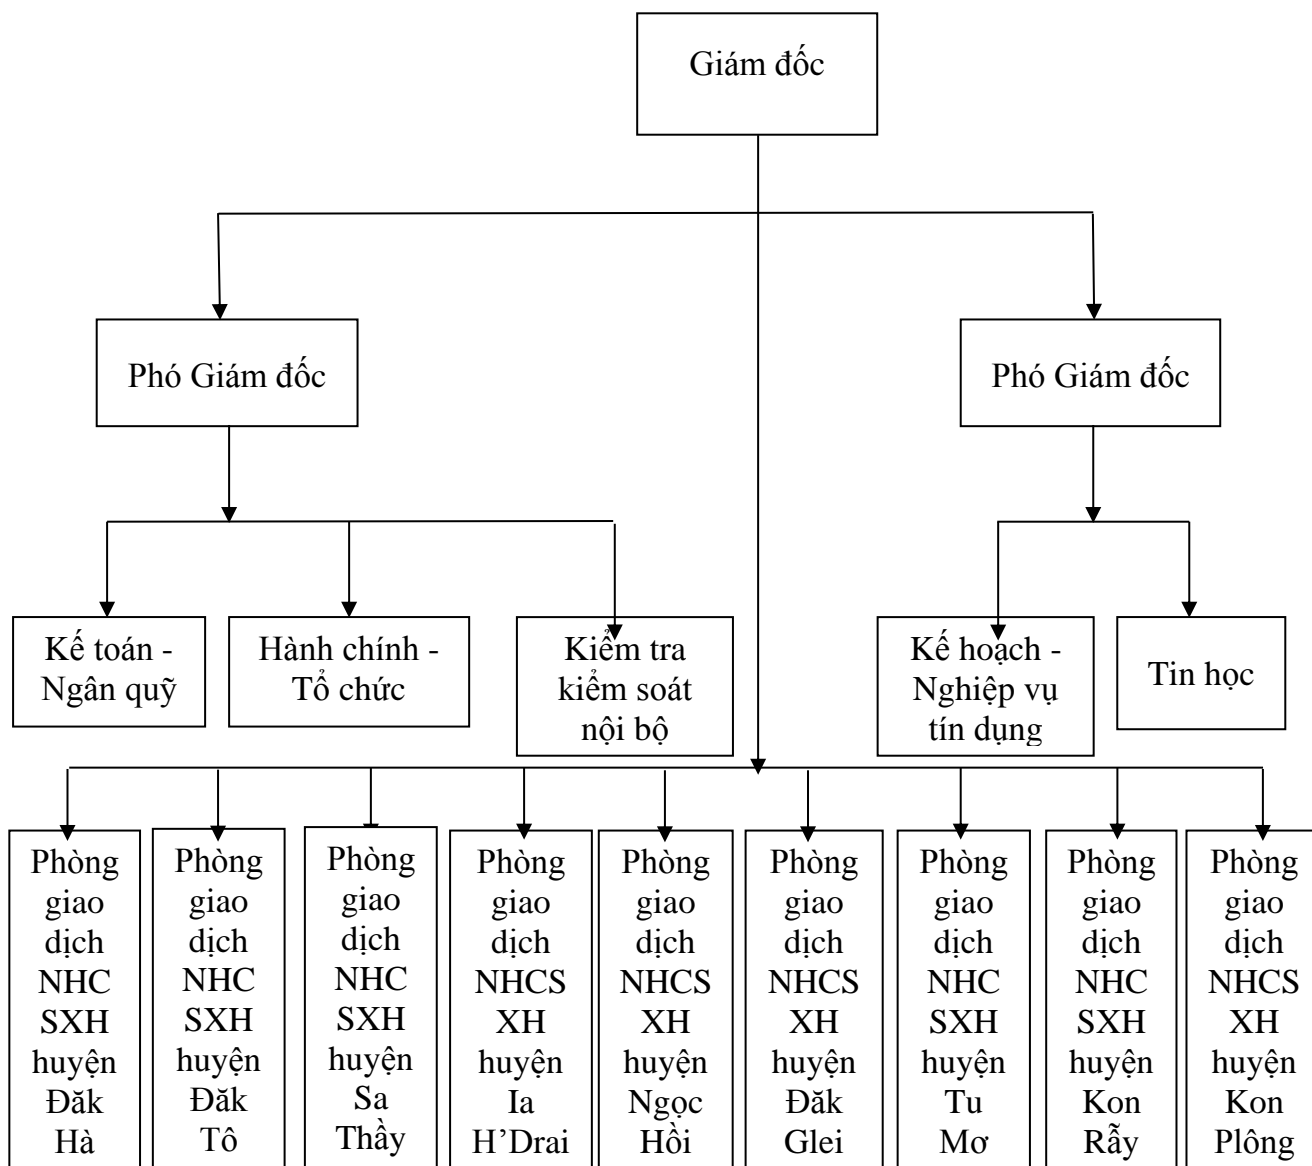 Giám đốc
Phó Giám đốc
Phó Giám đốc
Kế toán -
Ngân quỹ
Hành chính -
Tổ chức
Kiểm tra
kiểm soát
nội bộ
Kế hoạch -
Nghiệp vụ
tín dụng
Tin học
Phòng
giao
dịch
NHC
SXH
huyện
Đăk
Hà
Phòng
giao
dịch
NHC
SXH
huyện
Đăk
Tô
Phòng
giao
dịch
NHC
SXH
huyện
Sa
Thầy
Phòng
giao
dịch
NHCS
XH
huyện
Ia
H’Drai
Phòng
giao
dịch
NHCS
XH
huyện
Ngọc
Hồi
Phòng
giao
dịch
NHCS
XH
huyện
Đăk
Glei
Phòng
giao
dịch
NHC
SXH
huyện
Tu
Mơ
Phòng
giao
dịch
NHC
SXH
huyện
Kon
Rẫy
Phòng
giao
dịch
NHCS
XH
huyện
Kon
Plông